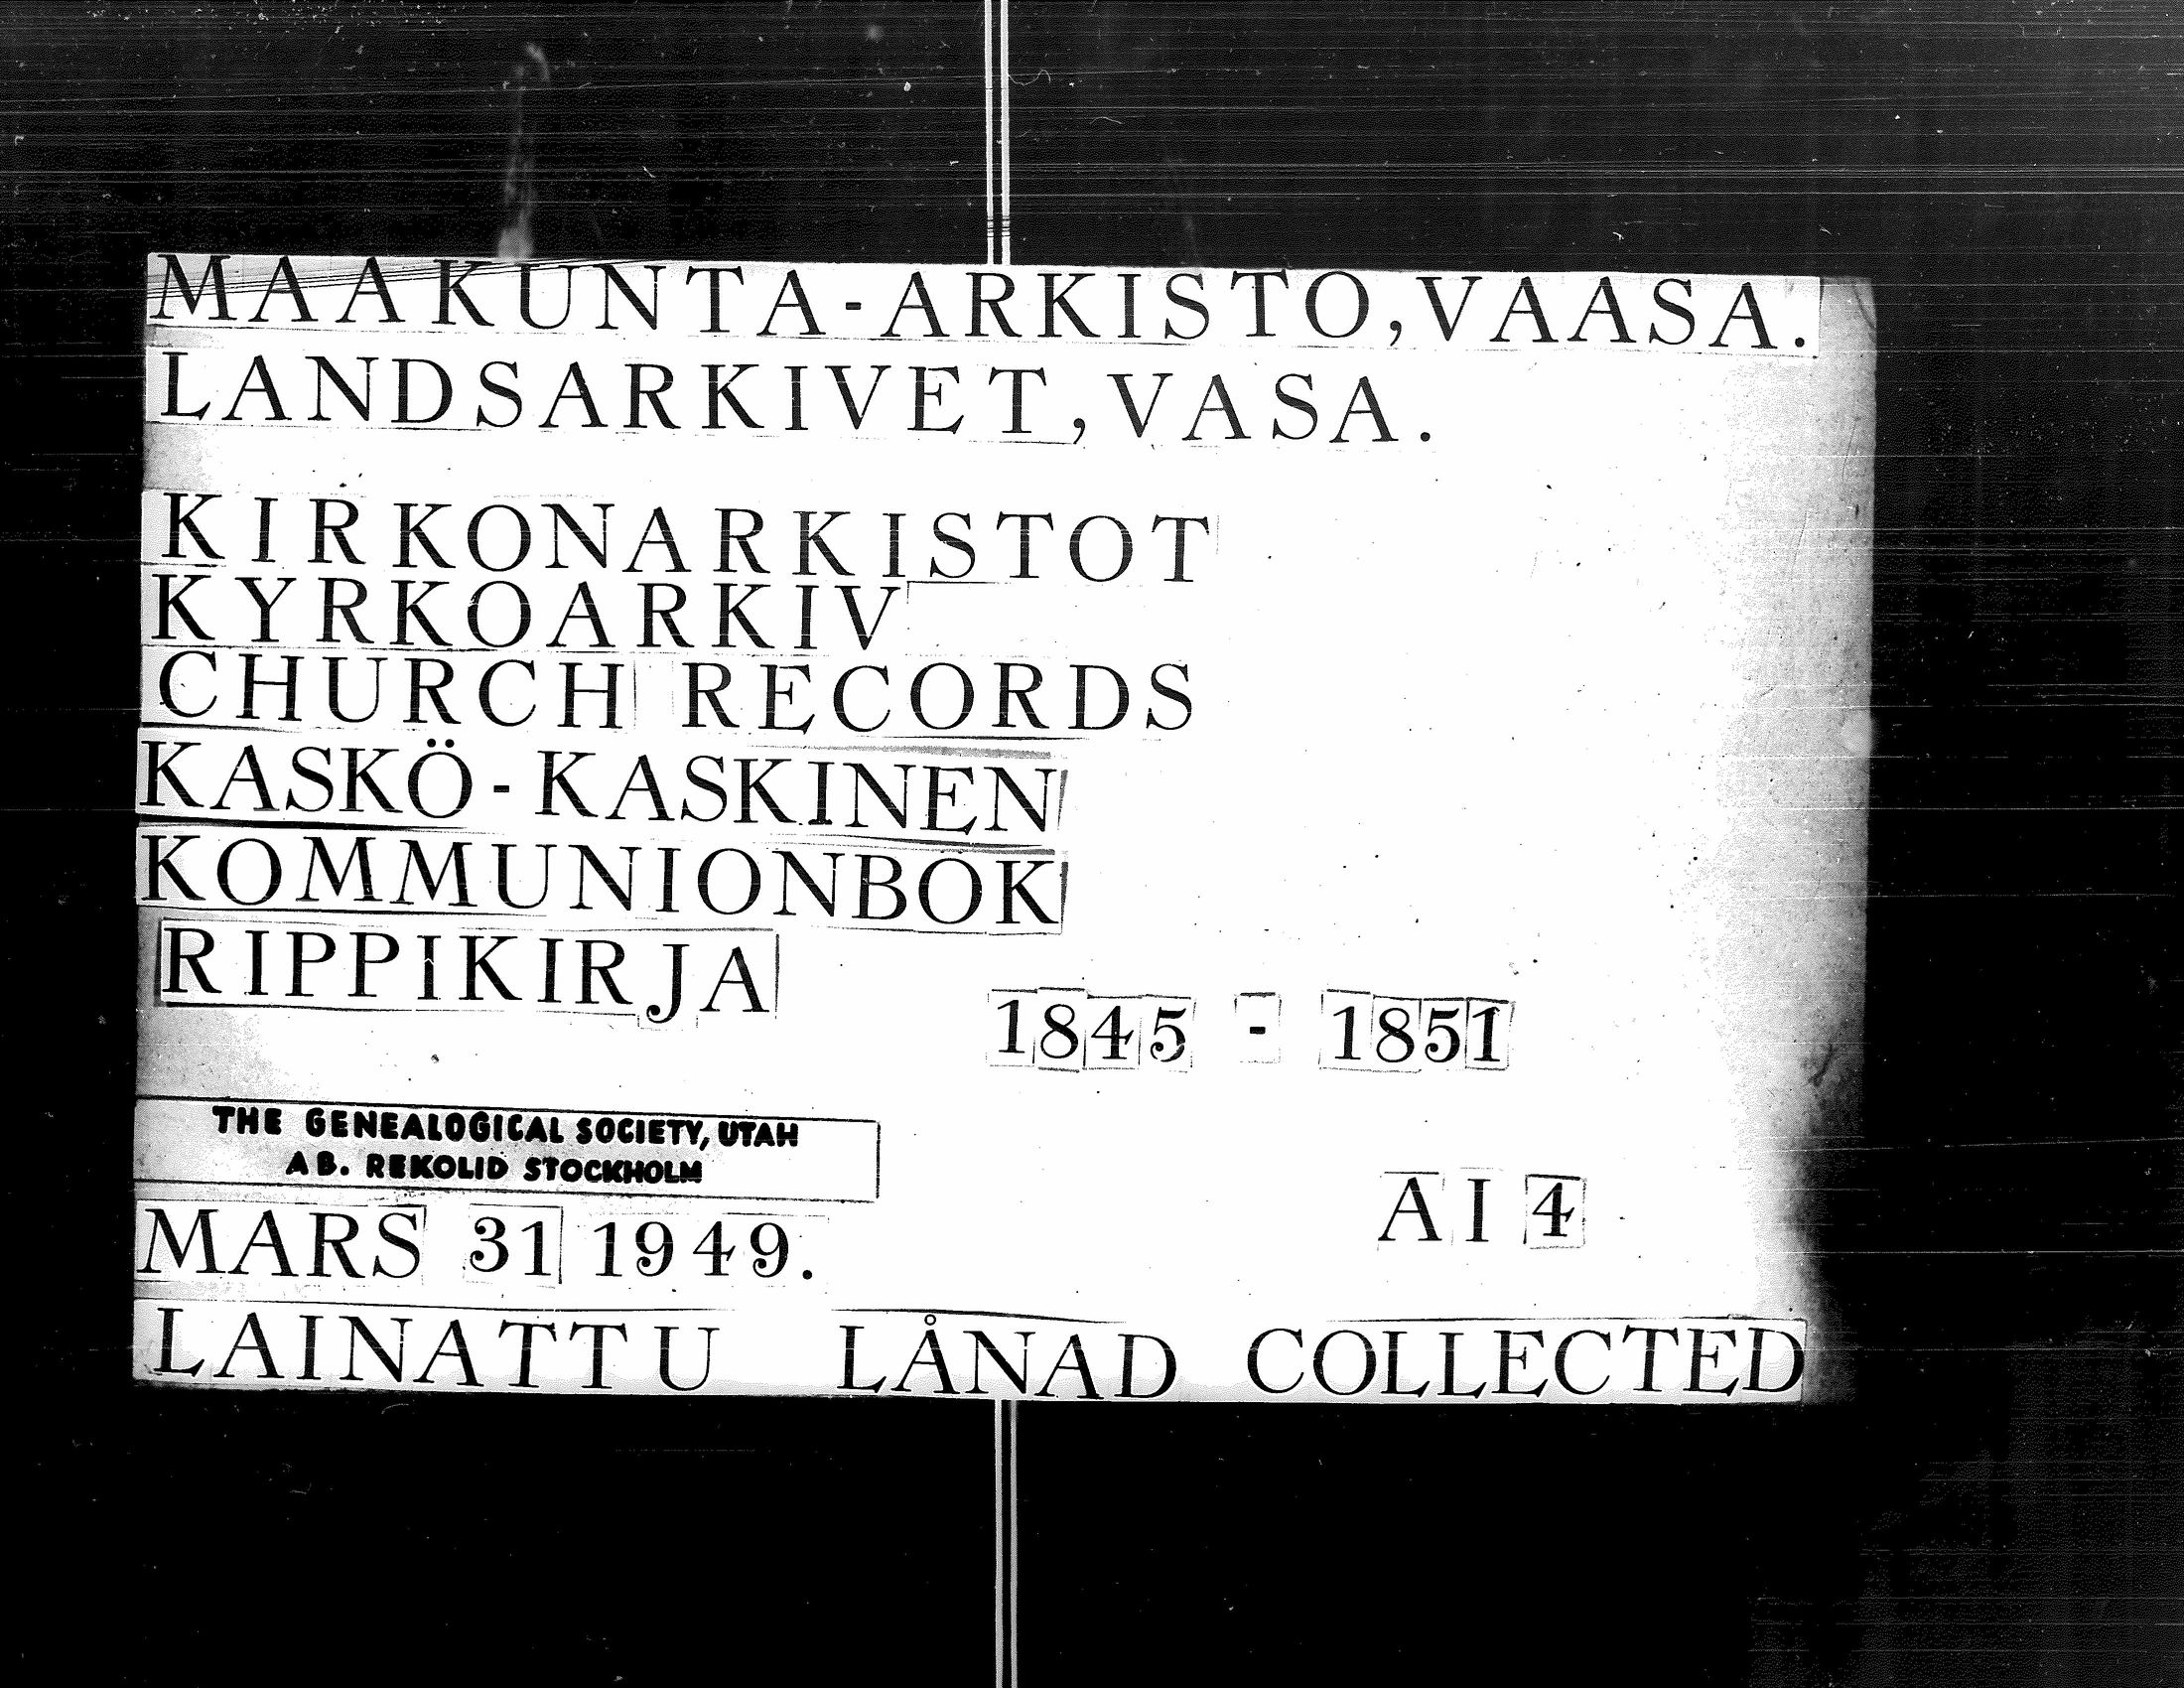 MAAKUNTA-ARKISTO, VAASA.
LANDSARKIVET, VASA.
KIRKONARKISTOT
KYRKOARKIV
CHURCH RECORDS
KASKÖ-KASKINEN
KOMMUNIONBOK
RIPPIKIRJA
1845 - 1851
THE GENEALOGICAL SOCIETY, UTAH
AB. REKOLID STOCKHOLM
A I 4
MARS 31 1949.
LAINATTU LÅNAD COLLECTED